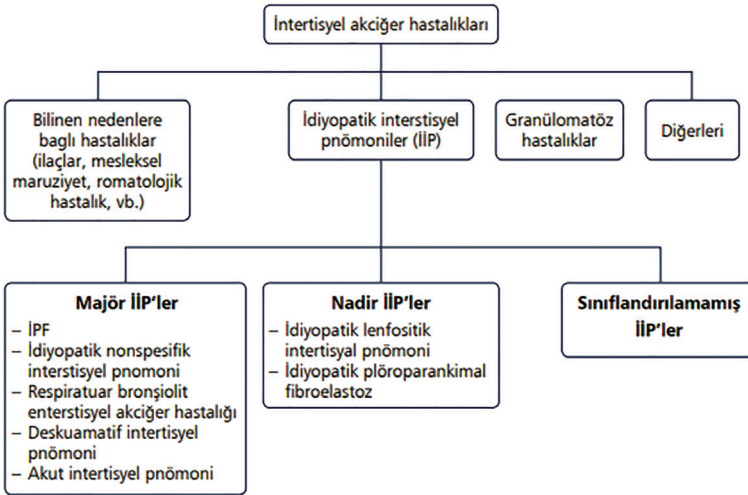 İntertisyel akciğer hastalıkları
Bilinen nedenlere
baglı hastalıklar
(ilaçlar, mesleksel
maruziyet, romatolojik
hastalık, vb.)
İdiyopatik interstisyel
pnömoniler (İİP)
Granülomatöz
hastalıklar
Diğerleri
Majör İİP'ler
– İPF
– İdiyopatik nonspesifik
interstisyel pnomoni
– Respiratuar bronşiolit
enterstisyel akciğer hastalığı
– Deskuamatif intertisyel
pnömoni
– Akut intertisyel pnömoni
Nadir İİP'ler
– İdiyopatik lenfositik
intertisyal pnömoni
– İdiyopatik plöroparankimal
fibroelastoz
Sınıflandırılamamış
İİP'ler